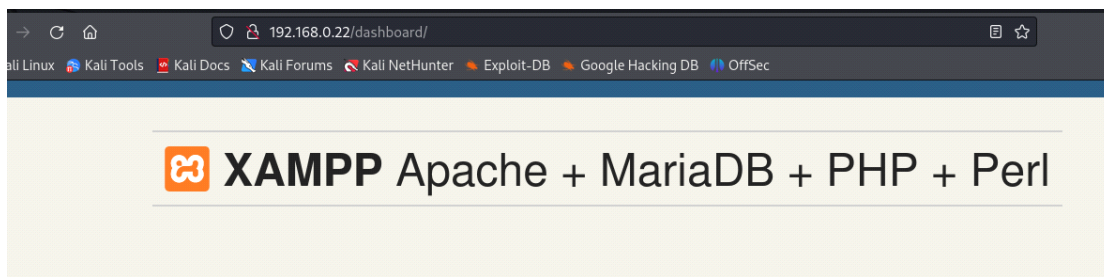 192.168.0.22/dashboard/
ali Linux Kali Tools Kali Docs Kali Forums Kali NetHunter Exploit-DB Google Hacking DB OffSec
XAMPP Apache + MariaDB + PHP + Perl